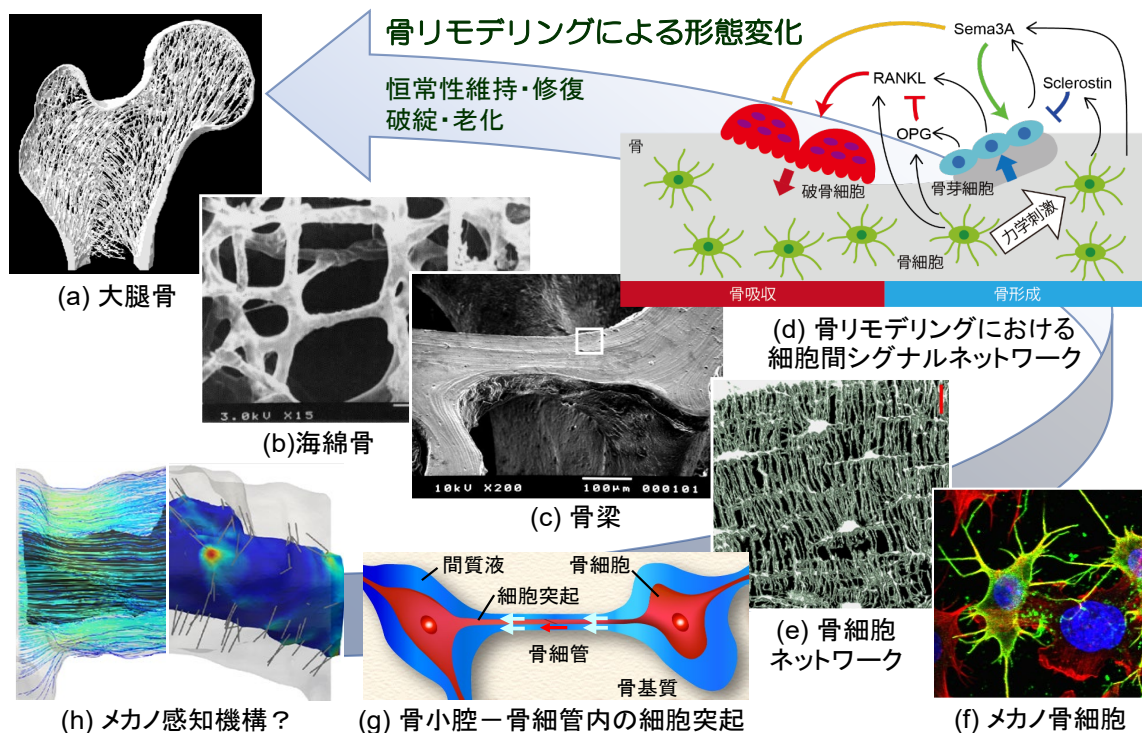 骨リモデリングによる形態変化
恒常性維持・修復
破綻・老化
(a) 大腿骨
3.0kV X15
(b)海綿骨
10kV X200 100μm 000101
(c) 骨梁
Sema3A
RANKL
Sclerostin
OPG
骨
破骨細胞
骨芽細胞
力学刺激
骨細胞
骨吸収
骨形成
(d) 骨リモデリングにおける
細胞間シグナルネットワーク
(e) 骨細胞
ネットワーク
(f) メカノ骨細胞
間質液
骨細胞
細胞突起
骨細管
骨基質
(g) 骨小腔－骨細管内の細胞突起
(h) メカノ感知機構？